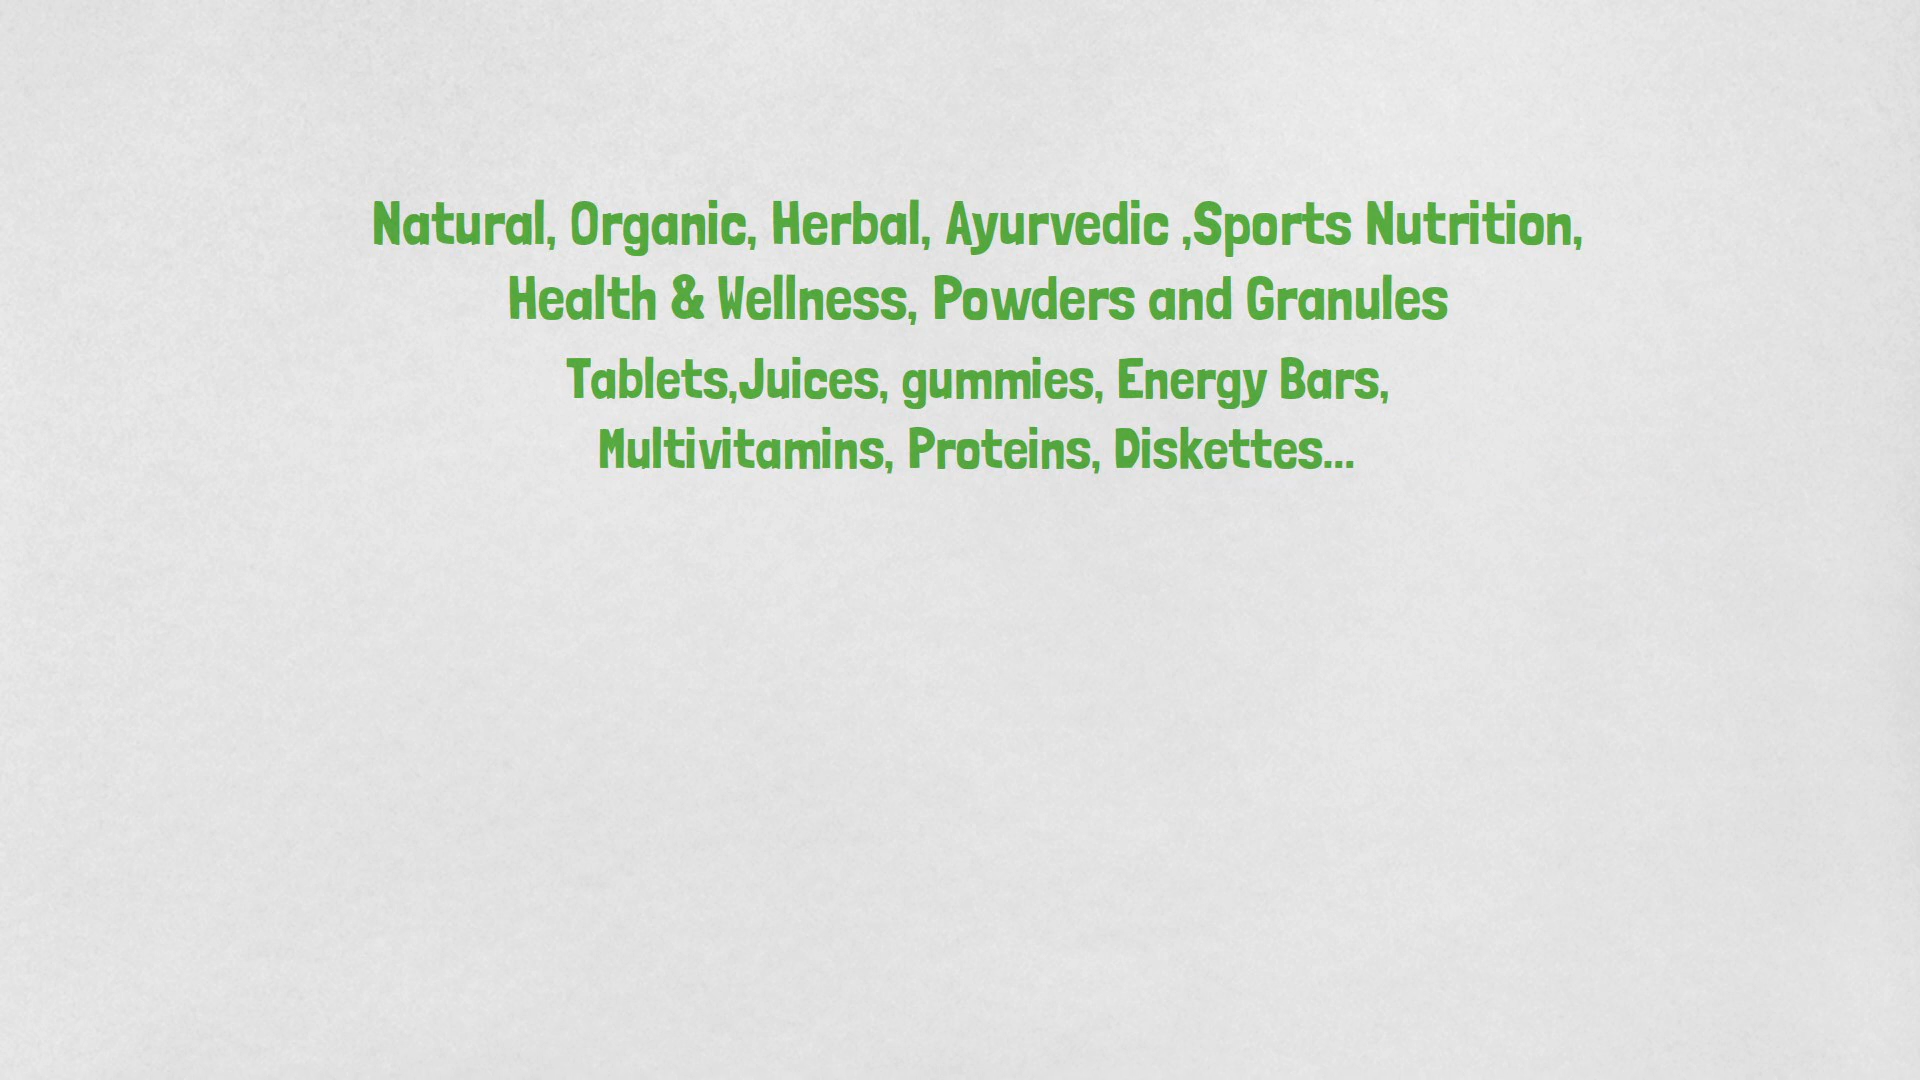 Natural, Organic, Herbal, Ayurvedic ,Sports Nutrition,
Health & Wellness, Powders and Granules
Tablets,Juices, gummies, Energy Bars,
Multivitamins, Proteins, Diskettes...